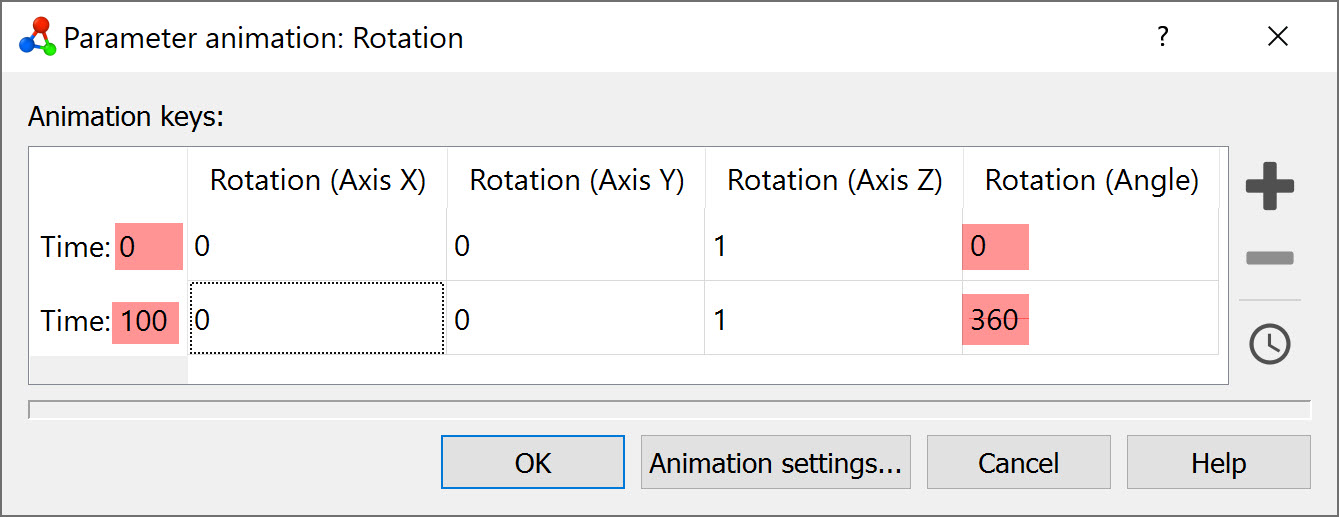 Parameter animation: Rotation ?
Animation keys:
Rotation (Axis X) Rotation (Axis Y) Rotation (Axis Z) Rotation (Angle)
Time: 0 0 0 1 0
Time: 100 0 0 1 360
OK Animation settings... Cancel Help